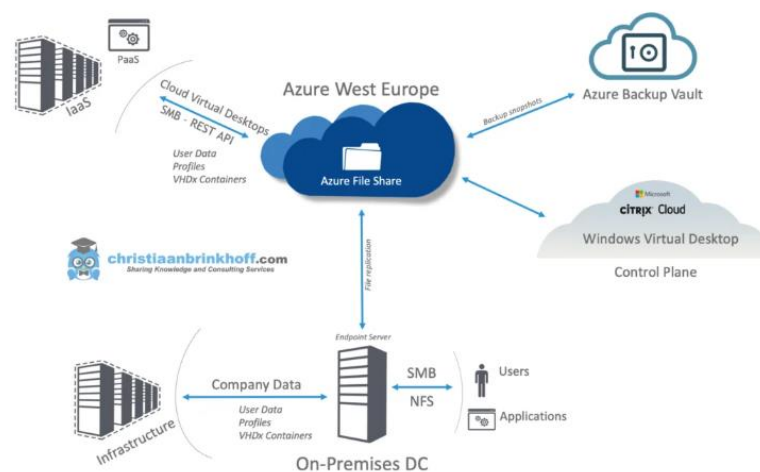 PaaS
IaaS
Cloud Virtual Desktops
SMB - REST API
User Data
Profiles
VHDx Containers
Azure West Europe
Azure File Share
Backup snapshots
Azure Backup Vault
Microsoft
CITRIX Cloud
Windows Virtual Desktop
Control Plane
christiaanbrinkhoff.com
Sharing Knowledge and Consulting Services
File replication
Endpoint Server
Infrastructure
Company Data
User Data
Profiles
VHDx Containers
SMB
NFS
Users
Applications
On-Premises DC